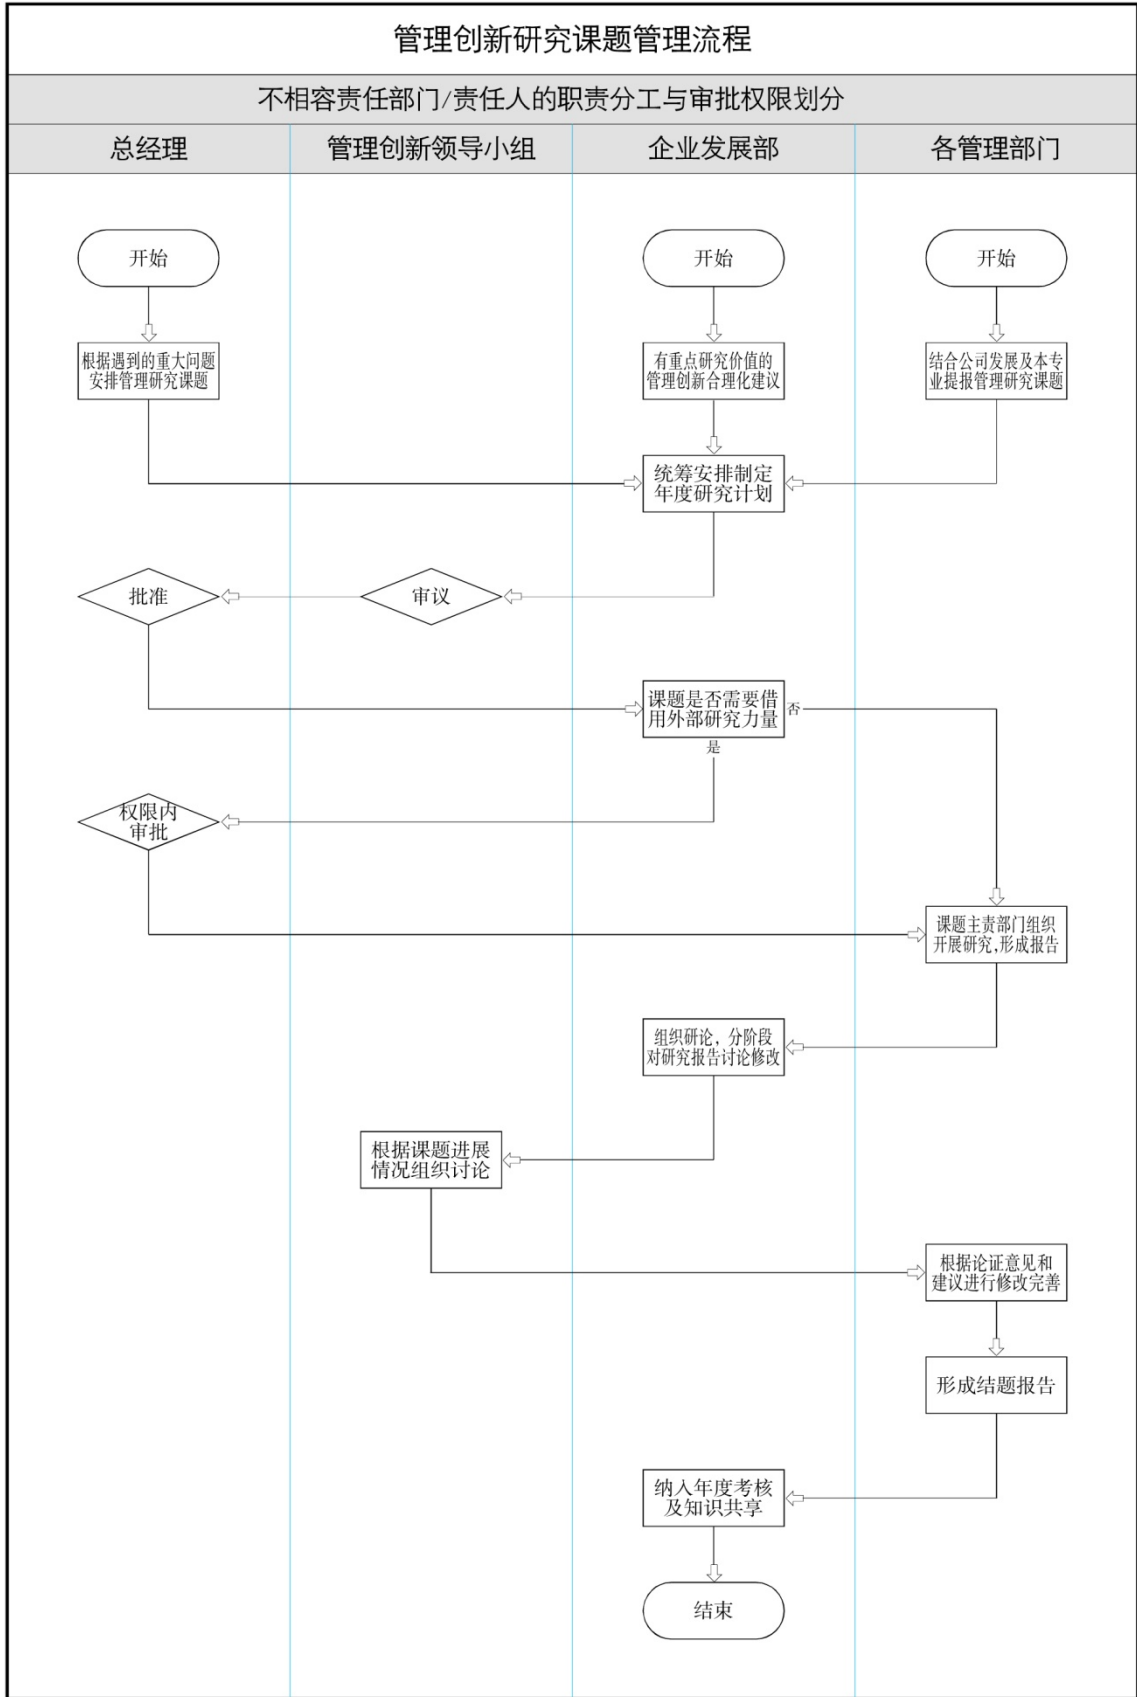 管理创新研究课题管理流程
不相容责任部门/责任人的职责分工与审批权限划分
总经理
管理创新领导小组
企业发展部
各管理部门
开始
开始
开始
根据遇到的重大问题
安排管理研究课题
有重点研究价值的
管理创新合理化建议
结合公司发展及本专
业提报管理研究课题
统筹安排制定
年度研究计划
批准
审议
课题是否需要借
用外部研究力量
否
是
权限内
审批
课题主责部门组织
开展研究,形成报告
组织研论，分阶段
对研究报告讨论修改
根据课题进展
情况组织讨论
根据论证意见和
建议进行修改完善
形成结题报告
纳入年度考核
及知识共享
结束